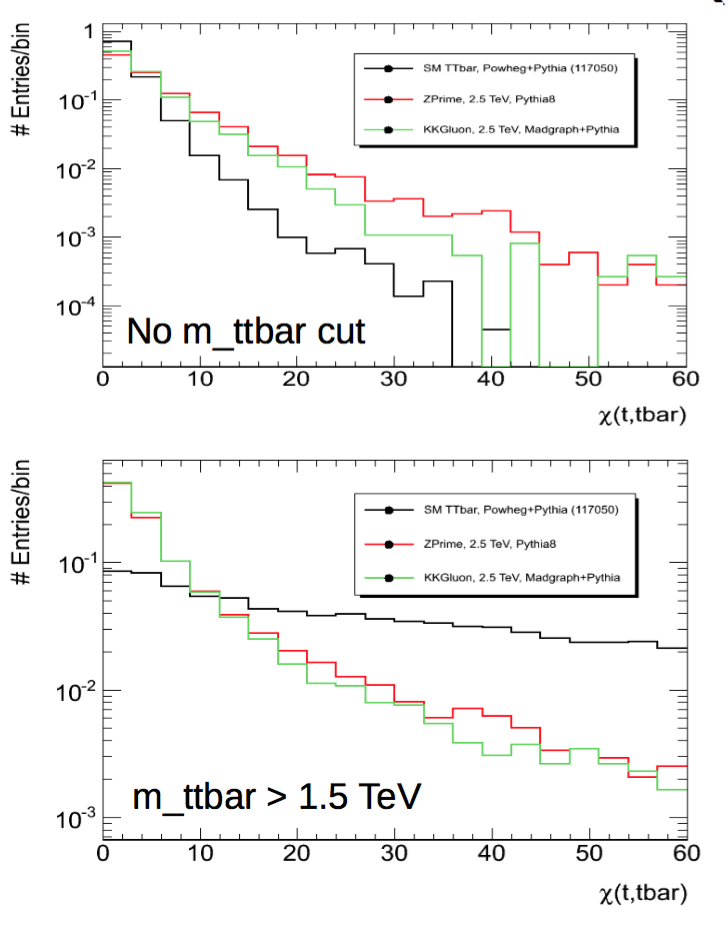 # Entries/bin
1
10-1
10-2
10-3
10-4
SM TTbar, Powheg+Pythia (117050)
ZPrime, 2.5 TeV, Pythia8
KKGluon, 2.5 TeV, Madgraph+Pythia
No m_ttbar cut
0 10 20 30 40 50 60
χ(t,tbar)
# Entries/bin
10-1
10-2
10-3
SM TTbar, Powheg+Pythia (117050)
ZPrime, 2.5 TeV, Pythia8
KKGluon, 2.5 TeV, Madgraph+Pythia
m_ttbar > 1.5 TeV
0 10 20 30 40 50 60
χ(t,tbar)